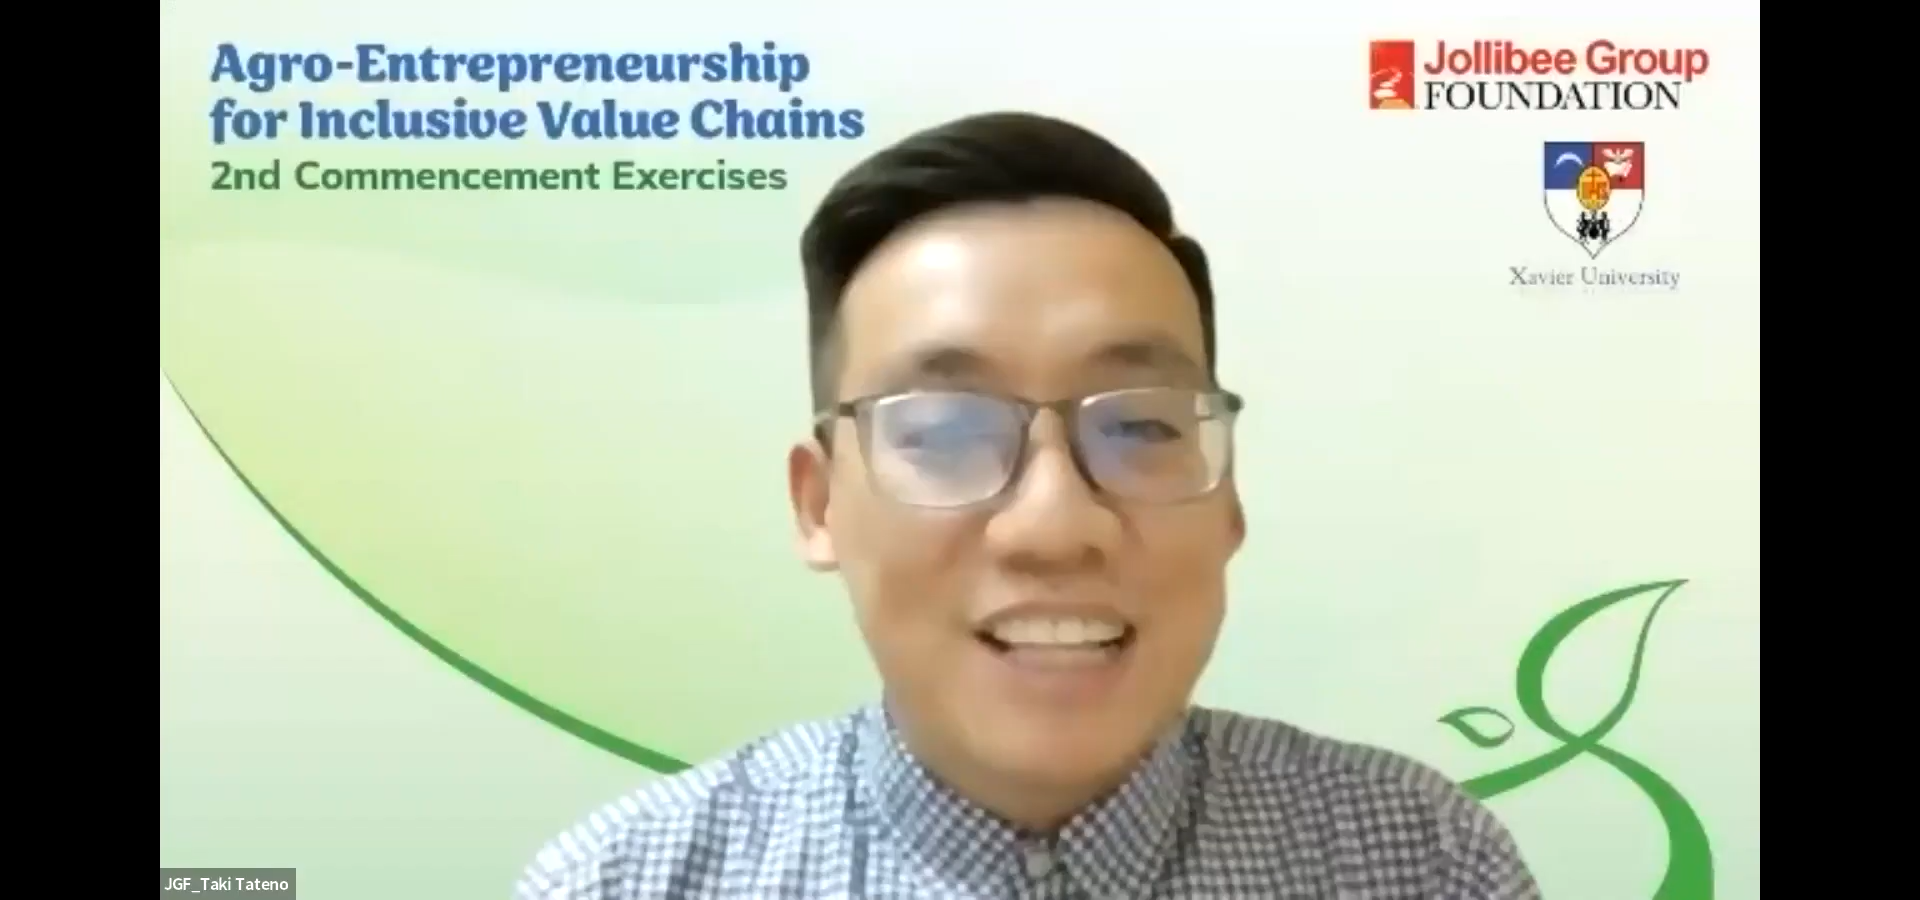 Agro-Entrepreneurship
for Inclusive Value Chains
2nd Commencement Exercises
Jollibee Group
FOUNDATION
Xavier University
JGF_Taki Tateno